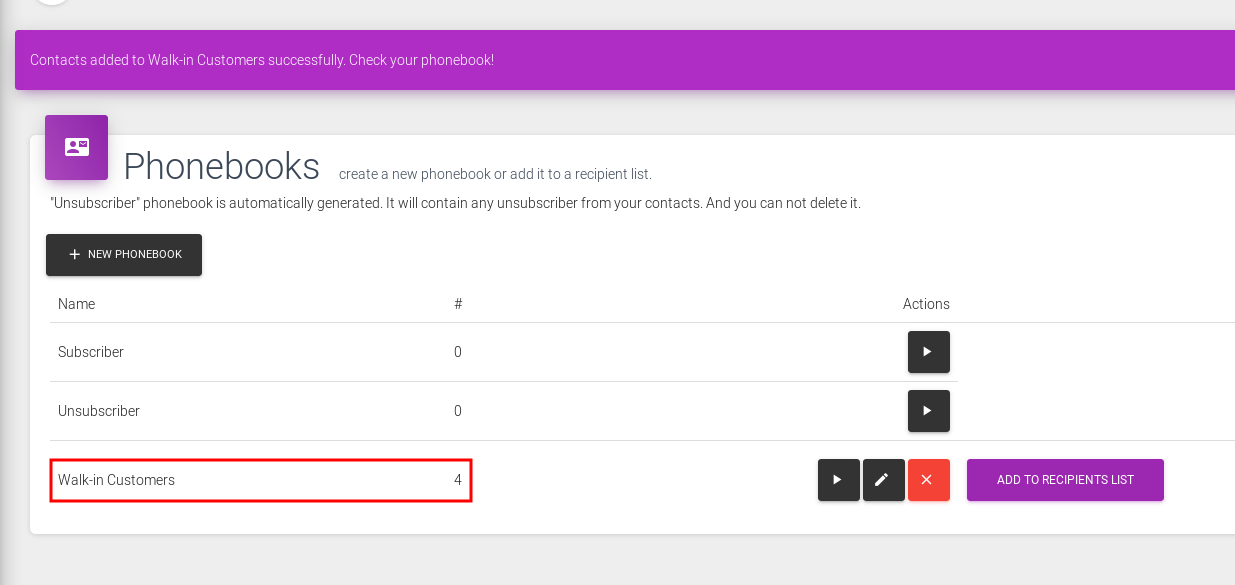 Contacts added to Walk-in Customers successfully. Check your phonebook!
Phonebooks create a new phonebook or add it to a recipient list.
"Unsubscriber" phonebook is automatically generated. It will contain any unsubscriber from your contacts. And you can not delete it.
+ NEW PHONEBOOK
Name # Actions
Subscriber 0
Unsubscriber 0
Walk-in Customers 4 ADD TO RECIPIENTS LIST